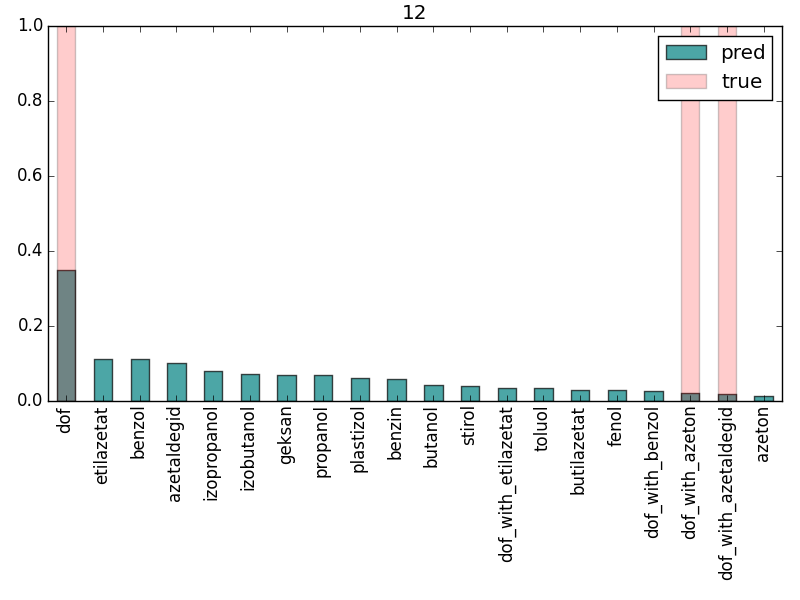 12
1.0
0.8
0.6
0.4
0.2
0.0
pred
true
dof
etilazetat
benzol
azetaldegid
izopropanol
izobutanol
geksan
propanol
plastizol
benzin
butanol
stirol
dof_with_etilazetat
toluol
butilazetat
fenol
dof_with_benzol
dof_with_azeton
dof_with_azetaldegid
azeton